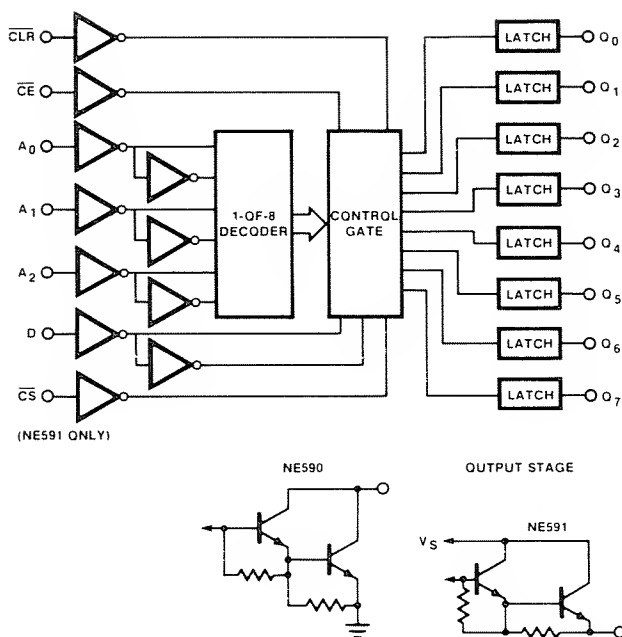 CLR
CE
A0
A1
A2
D
CS
(NE591 ONLY)
1-OF-8
DECODER
CONTROL
GATE
LATCH Q0
LATCH Q1
LATCH Q2
LATCH Q3
LATCH Q4
LATCH Q5
LATCH Q6
LATCH Q7
NE590
OUTPUT STAGE
VS
NE591